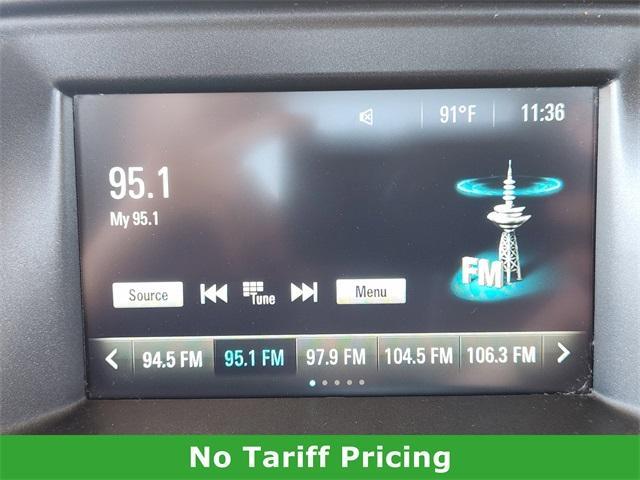 91°F 11:36
95.1
My 95.1
FM
Source Tune Menu
94.5 FM 95.1 FM 97.9 FM 104.5 FM 106.3 FM
No Tariff Pricing